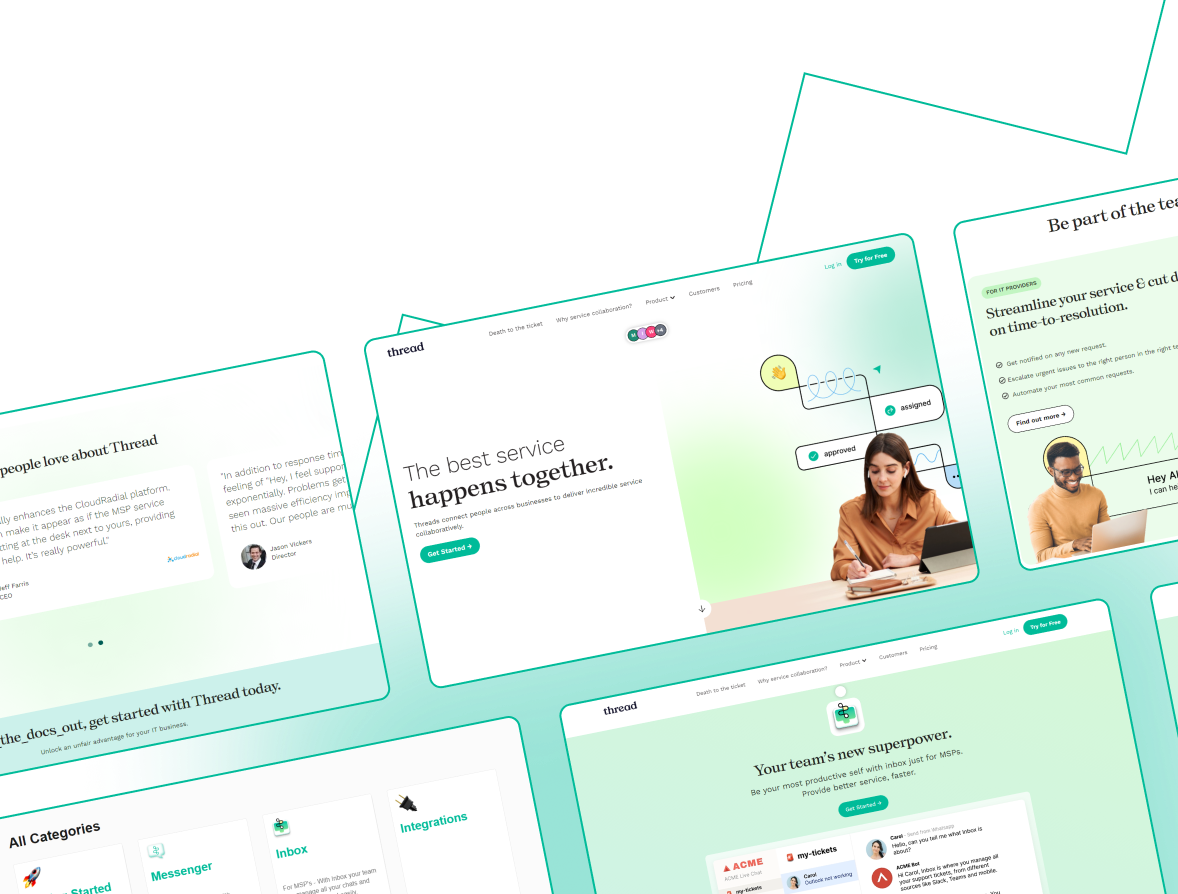 people love about Thread
enhances the CloudRadial platform,
make it appear as if the MSP service
at the desk next to yours, providing
help. It's really powerful."
cloudradial
Jeff Farris
CEO
"In addition to response
feeling of "Hey, I feel
exponentially. Problems get
seen massive efficiency
this out. Our people are
Jason Vickers
Director
the_docs_out, get started with Thread today.
Unlock an unfair advantage for your IT business.
thread
Death to the ticket
Why service collaboration?
Product
Customers
Pricing
Log in
Try for Free
M
W
+4
The best service
happens together.
Threads connect people across businesses to deliver incredible service
collaboratively.
Get Started →
assigned
approved
Be part of the
FOR IT PROVIDERS
Streamline your service & cut
on time-to-resolution.
Get notified on any new request.
Escalate urgent issues to the right person in the right
Automate your most common requests.
Find out more →
Hey
I can
All Categories
Started
Messenger
Inbox
For MSP's - With Inbox your team
manage all your chats and
Integrations
thread
Death to the ticket
Why service collaboration?
Product
Customers
Pricing
Log in
Try for Free
Your team's new superpower.
Be your most productive self with inbox just for MSPs.
Provide better service, faster.
Get Started →
ACME
ACME Live Chat
my-tickets
my-tickets
Carol
Outlook not working
Carol - Send from Whatsapp
Hello, can you tell me what Inbox is
about?
ACME Bot
Hi Carol, Inbox is where you manage all
your support tickets, from different
sources like Slack, Teams and mobile.
You